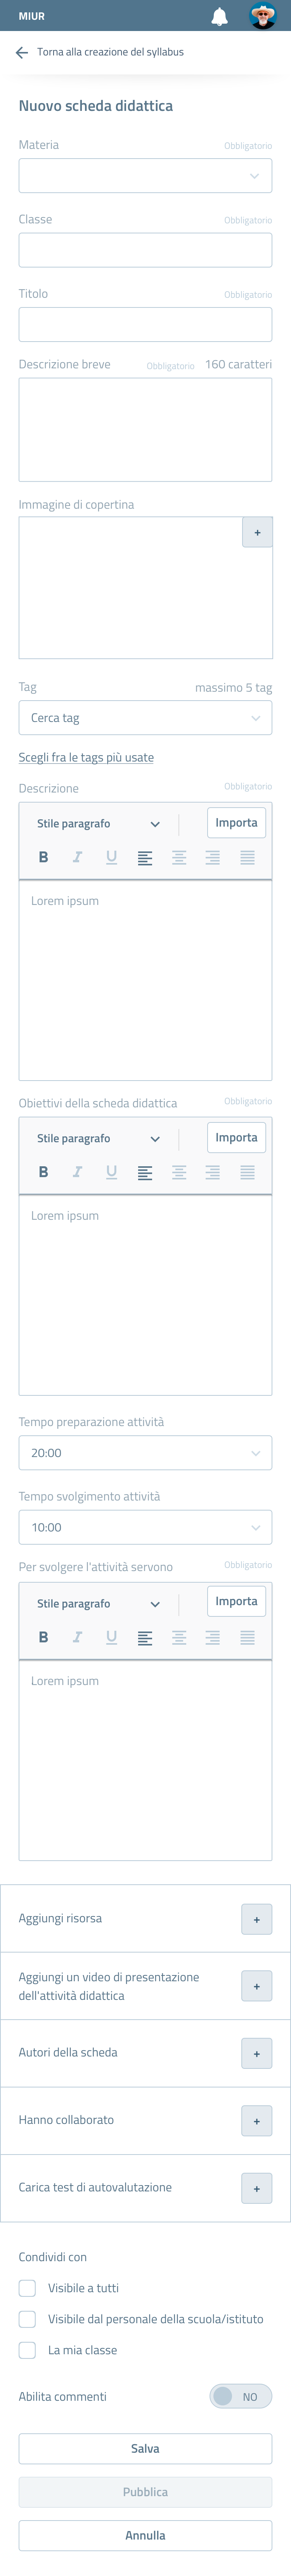 MIUR
Torna alla creazione del syllabus
Nuovo scheda didattica
Materia Obbligatorio
Classe Obbligatorio
Titolo Obbligatorio
Descrizione breve Obbligatorio 160 caratteri
Immagine di copertina
+
Tag massimo 5 tag
Cerca tag
Scegli fra le tags più usate
Descrizione Obbligatorio
Stile paragrafo Importa
B I U
Lorem ipsum
Obiettivi della scheda didattica Obbligatorio
Stile paragrafo Importa
B I U
Lorem ipsum
Tempo preparazione attività
20:00
Tempo svolgimento attività
10:00
Per svolgere l'attività servono Obbligatorio
Stile paragrafo Importa
B I U
Lorem ipsum
Aggiungi risorsa +
Aggiungi un video di presentazione
dell'attività didattica +
Autori della scheda +
Hanno collaborato +
Carica test di autovalutazione +
Condividi con
Visibile a tutti
Visibile dal personale della scuola/istituto
La mia classe
Abilita commenti NO
Salva
Pubblica
Annulla